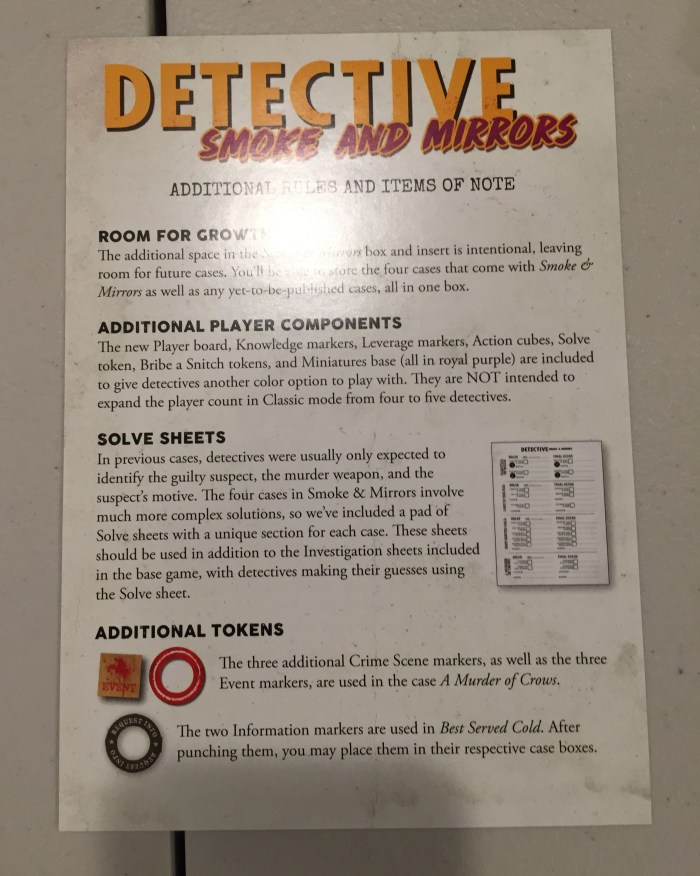 DETECTIVE
SMOKE AND MIRRORS
ADDITIONAL RULES AND ITEMS OF NOTE
ROOM FOR GROWTH
The additional space in the Smoke & Mirrors box and insert is intentional, leaving
room for future cases. You'll be able to store the four cases that come with Smoke &
Mirrors as well as any yet-to-be-published cases, all in one box.
ADDITIONAL PLAYER COMPONENTS
The new Player board, Knowledge markers, Leverage markers, Action cubes, Solve
token, Bribe a Snitch tokens, and Miniatures base (all in royal purple) are included
to give detectives another color option to play with. They are NOT intended to
expand the player count in Classic mode from four to five detectives.
SOLVE SHEETS
In previous cases, detectives were usually only expected to
identify the guilty suspect, the murder weapon, and the
suspect's motive. The four cases in Smoke & Mirrors involve
much more complex solutions, so we've included a pad of
Solve sheets with a unique section for each case. These sheets
should be used in addition to the Investigation sheets included
in the base game, with detectives making their guesses using
the Solve sheet.
DETECTIVE
ADDITIONAL TOKENS
EVENT
The three additional Crime Scene markers, as well as the three
Event markers, are used in the case A Murder of Crows.
REQUEST INFO
REQUEST INFO
The two Information markers are used in Best Served Cold. After
punching them, you may place them in their respective case boxes.